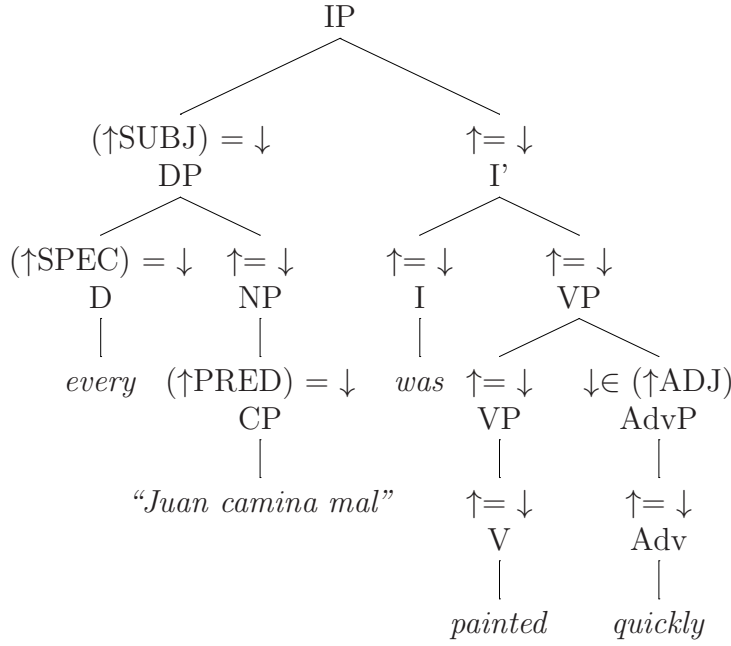 IP
(↑SUBJ) = ↓ ↑= ↓
DP I’
(↑SPEC) = ↓ ↑= ↓ ↑= ↓ ↑= ↓
D NP I VP
every (↑PRED) = ↓ was ↑= ↓ ↓∈ (↑ADJ)
CP VP AdvP
“Juan camina mal” ↑= ↓ ↑= ↓
V Adv
painted quickly